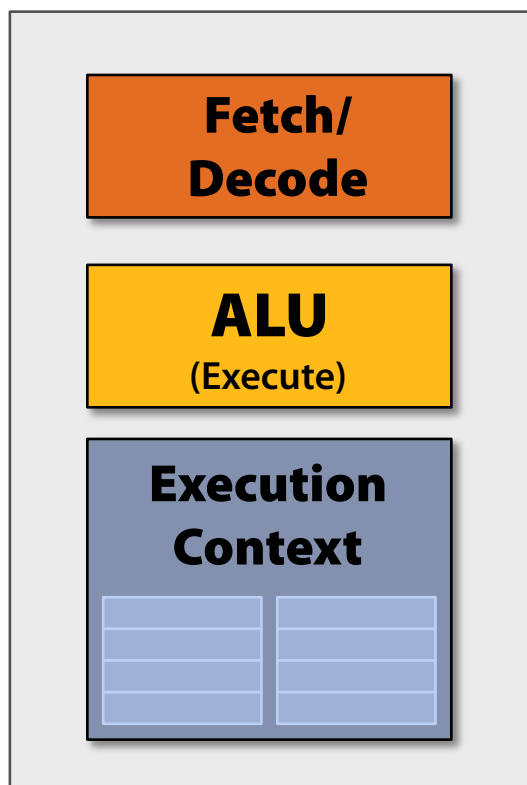 Fetch/
Decode
ALU
(Execute)
Execution
Context